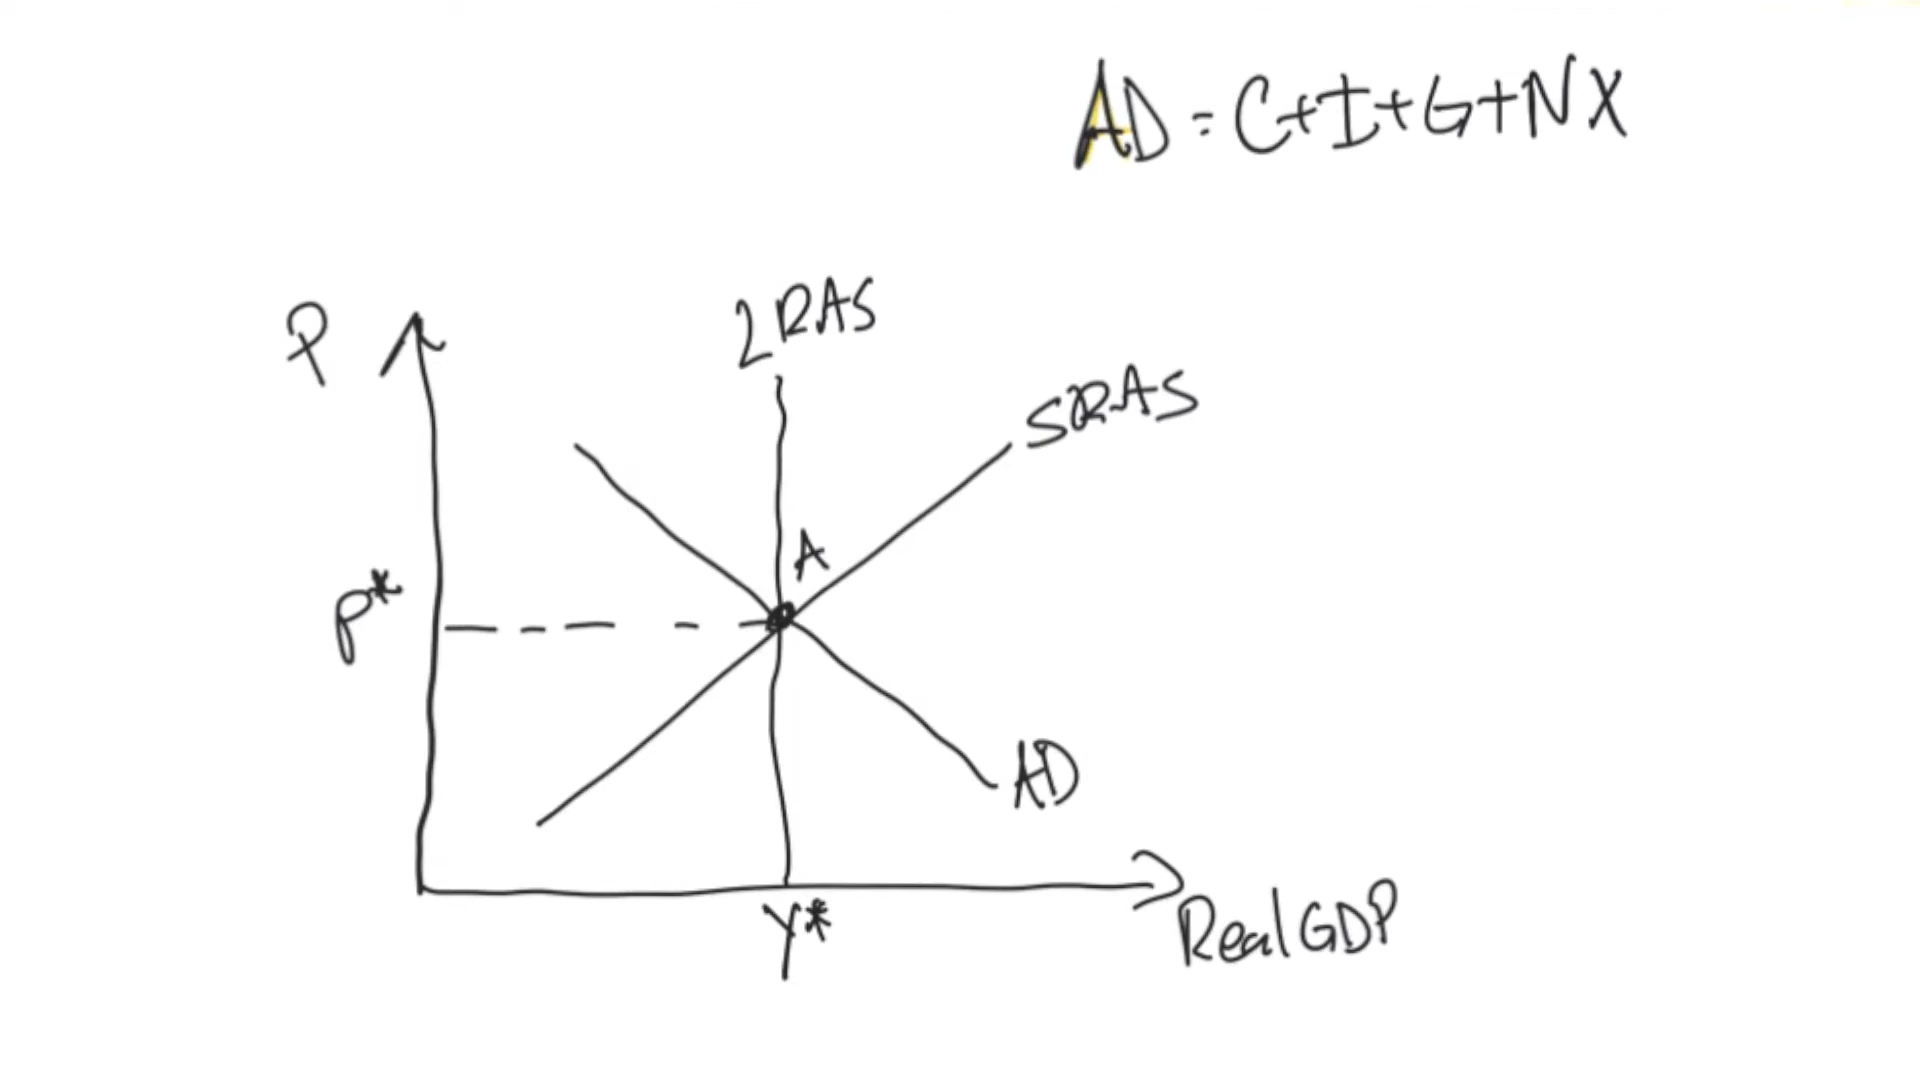 AD = C+I+G+NX
P
LRAS
SRAS
A
P*
AD
Y*
Real GDP